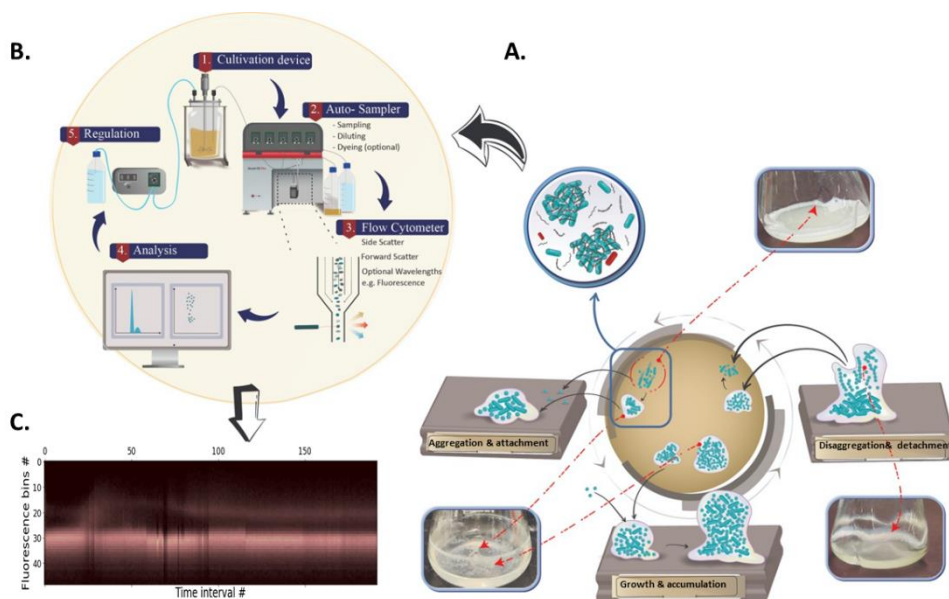 B.
1. Cultivation device
2. Auto- Sampler
- Sampling
- Diluting
- Dyeing (optional)
3. Flow Cytometer
Side Scatter
Forward Scatter
Optional Wavelengths
e.g. Fluorescence
4. Analysis
5. Regulation
A.
Aggregation & attachment
Disaggregation& detachment
Growth & accumulation
C.
0 50 100 150
Fluorescence bins #
0
10
20
30
40
Time interval #